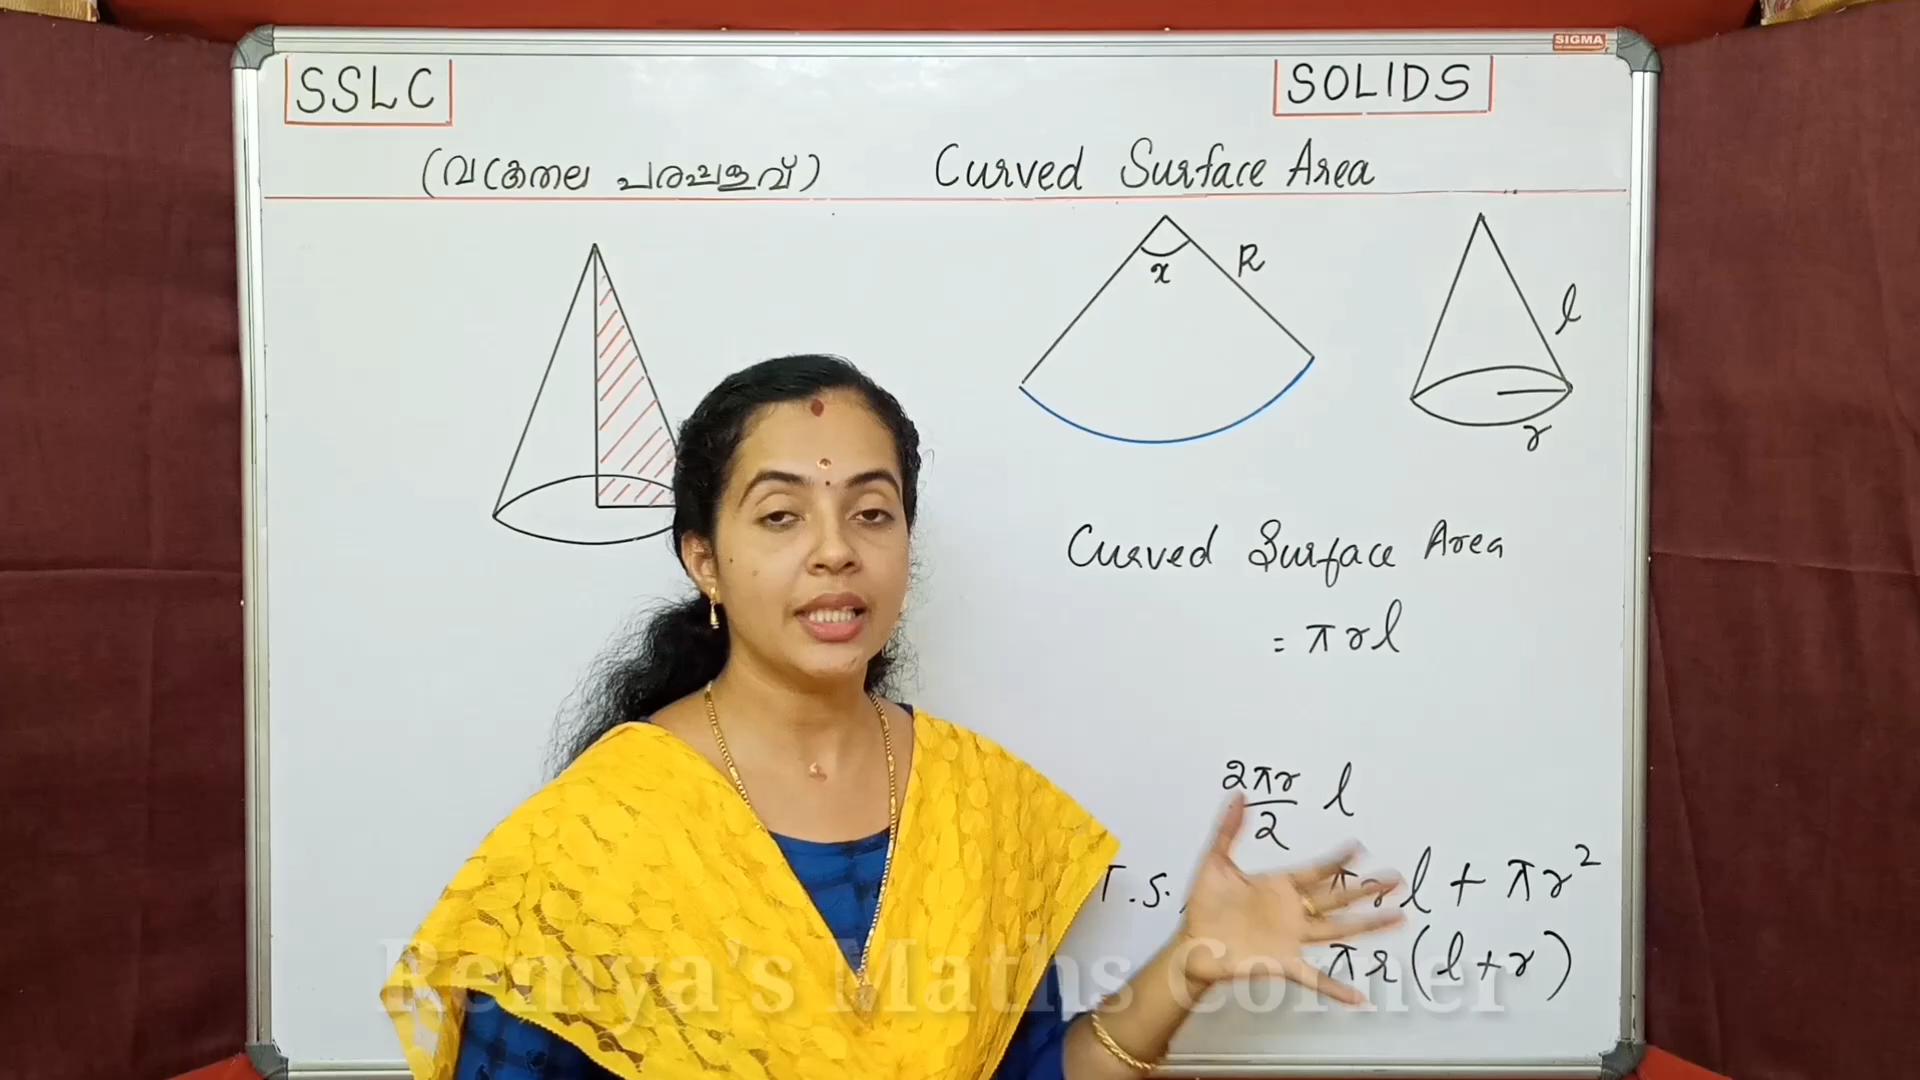 SIGMA
SSLC
SOLIDS
(വക്രതല പരപ്പളവ്) Curved Surface Area
x
R
l
r
Curved Surface Area
= πrl
2πr/2 l
T.S. πrl + πr²
πr(l+r)
Remya's Maths Corner